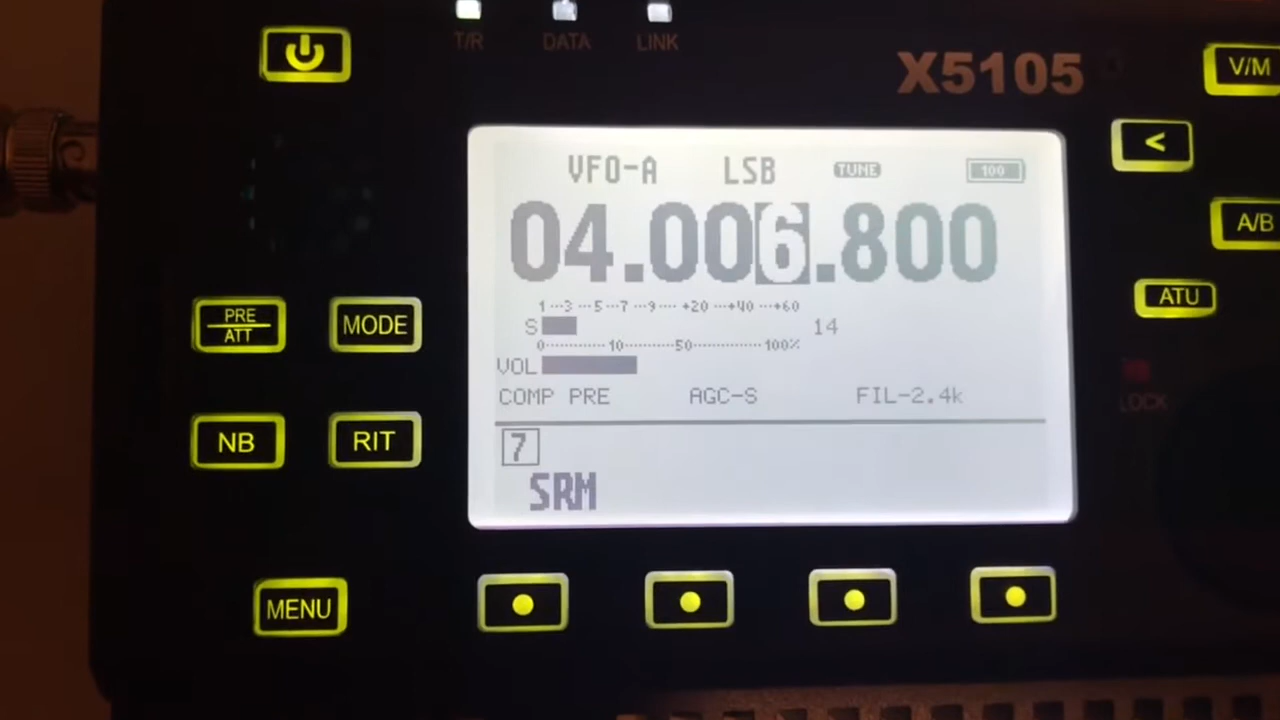 T/R DATA LINK
X5105
V/M
<
VFO-A LSB TUNE 100
A/B
04.006.800
ATU
1···3···5···7···9····+20···+40···+60
S 14
0··········10··········50··········100%
VOL
PRE
ATT
MODE
COMP PRE AGC-S FIL-2.4k
LOCK
NB RIT
7
SRM
MENU